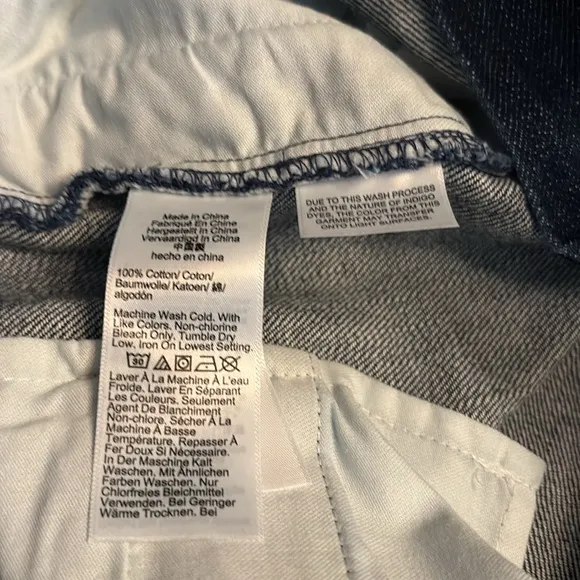 Made in China
Fabriqué En Chine
Hergestellt In China
Vervaardigd In China
中国製
hecho en china
100% Cotton/ Coton/
Baumwolle/ Katoen/ 綿/
algodón
Machine Wash Cold. With
Like Colors. Non-chlorine
Bleach Only. Tumble Dry
Low. Iron On Lowest Setting.
30
Laver À La Machine À L'eau
Froide. Laver En Séparant
Les Couleurs. Seulement
Agent De Blanchiment
Non-chlore. Sécher À La
Machine À Basse
Température. Repasser À
Fer Doux Si Nécessaire.
In Der Maschine Kalt
Waschen. Mit Ähnlichen
Farben Waschen. Nur
Chlorfreies Bleichmittel
Verwenden. Bei Geringer
Wärme Trocknen. Bei
DUE TO THIS WASH PROCESS
AND THE NATURE OF INDIGO
DYES, THE COLOR FROM THIS
GARMENT MAY TRANSFER
ONTO LIGHT SURFACES.